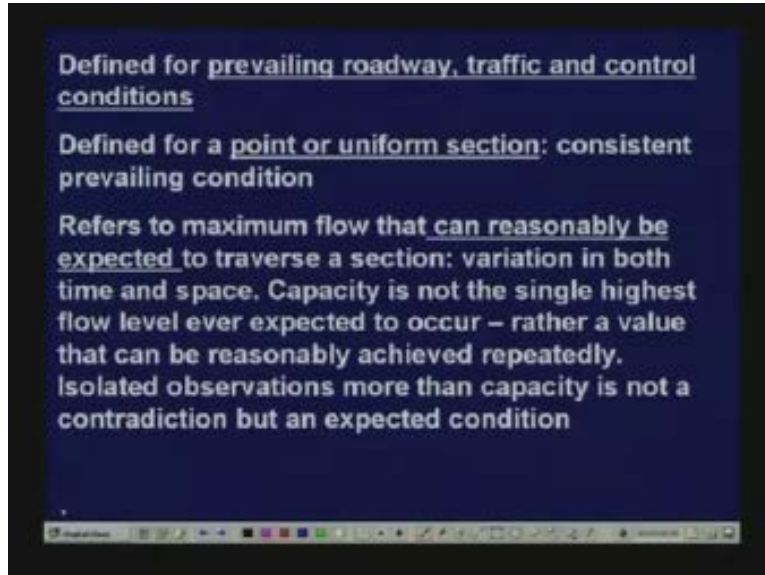 Defined for prevailing roadway, traffic and control
conditions
Defined for a point or uniform section: consistent
prevailing condition
Refers to maximum flow that can reasonably be
expected to traverse a section: variation in both
time and space. Capacity is not the single highest
flow level ever expected to occur – rather a value
that can be reasonably achieved repeatedly.
Isolated observations more than capacity is not a
contradiction but an expected condition